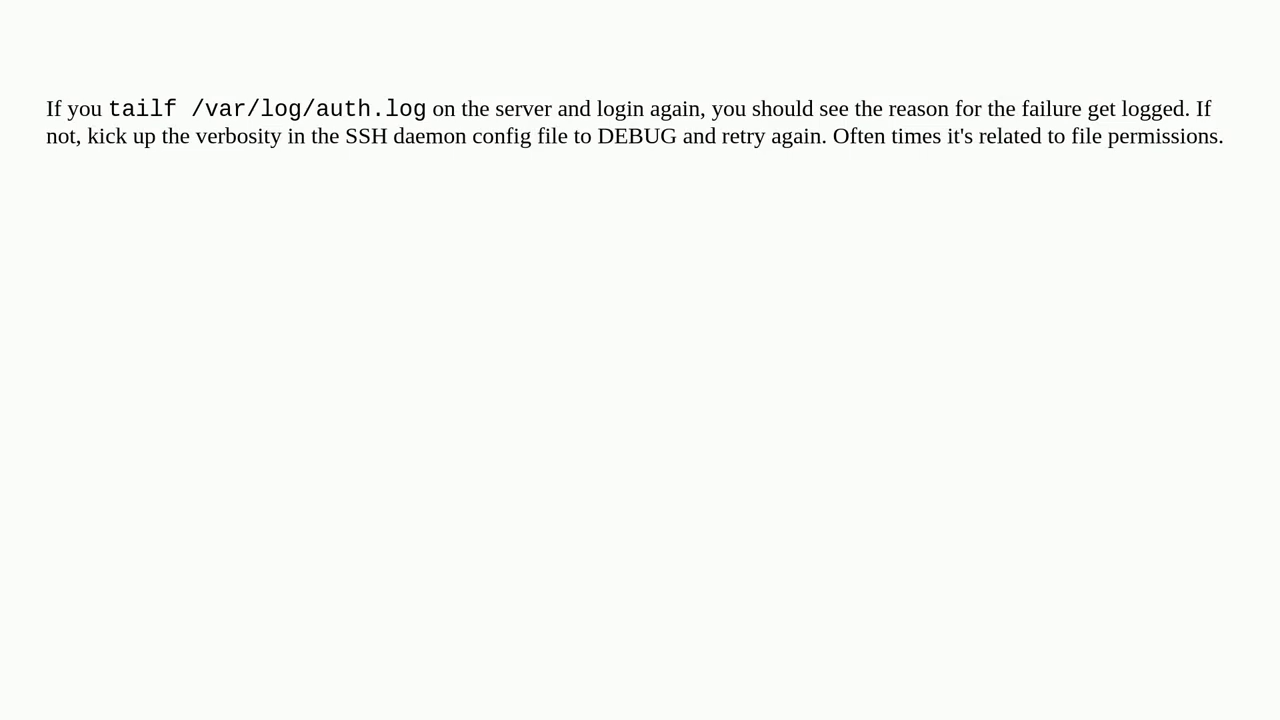 If you tailf /var/log/auth.log on the server and login again, you should see the reason for the failure get logged. If
not, kick up the verbosity in the SSH daemon config file to DEBUG and retry again. Often times it's related to file permissions.